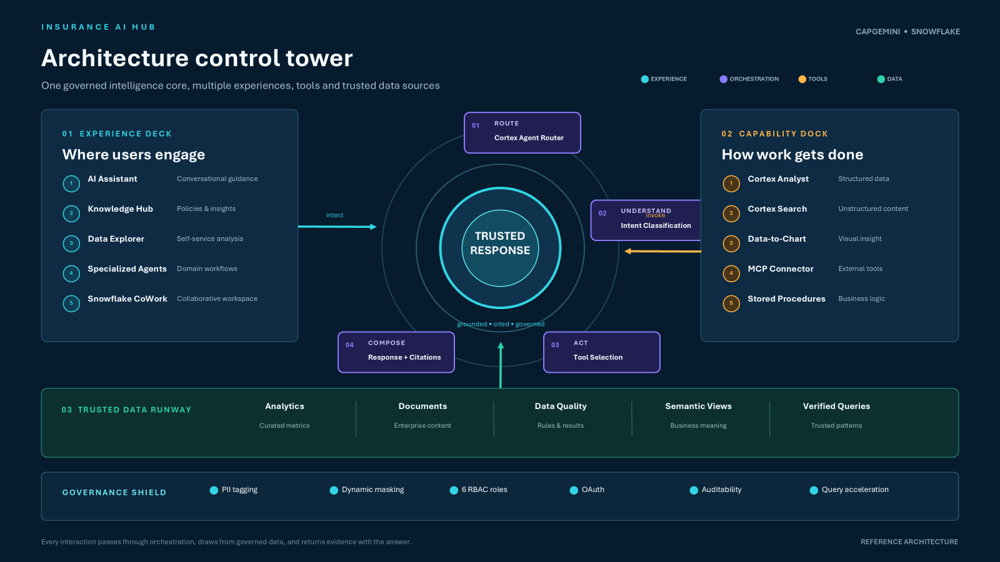 INSURANCE AI HUB
CAPGEMINI • SNOWFLAKE
Architecture control tower
One governed intelligence core, multiple experiences, tools and trusted data sources
EXPERIENCE
ORCHESTRATION
TOOLS
DATA
01 EXPERIENCE DECK
Where users engage
1 AI Assistant Conversational guidance
2 Knowledge Hub Policies & insights
3 Data Explorer Self-service analysis
4 Specialized Agents Domain workflows
5 Snowflake CoWork Collaborative workspace
intent
01 ROUTE
Cortex Agent Router
02 UNDERSTAND
invoke
Intent Classification
TRUSTED
RESPONSE
grounded • cited • governed
04 COMPOSE
Response + Citations
03 ACT
Tool Selection
02 CAPABILITY DOCK
How work gets done
1 Cortex Analyst Structured data
2 Cortex Search Unstructured content
3 Data-to-Chart Visual insight
4 MCP Connector External tools
5 Stored Procedures Business logic
03 TRUSTED DATA RUNWAY
Analytics
Curated metrics
Documents
Enterprise content
Data Quality
Rules & results
Semantic Views
Business meaning
Verified Queries
Trusted patterns
GOVERNANCE SHIELD
PII tagging
Dynamic masking
6 RBAC roles
OAuth
Auditability
Query acceleration
Every interaction passes through orchestration, draws from governed data, and returns evidence with the answer.
REFERENCE ARCHITECTURE